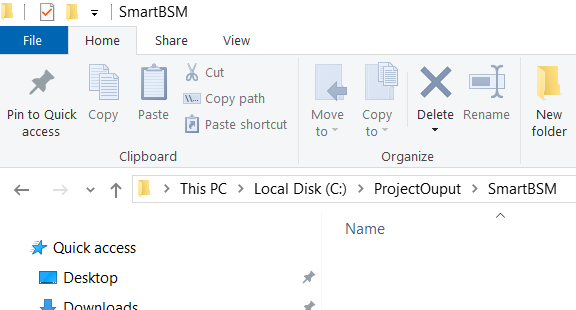 SmartBSM
File Home Share View
Pin to Quick access
Copy
Paste
Cut
Copy path
Paste shortcut
Move to
Copy to
Delete
Rename
New folder
Clipboard
Organize
This PC > Local Disk (C:) > ProjectOuput > SmartBSM
Name
Quick access
Desktop
Downloads